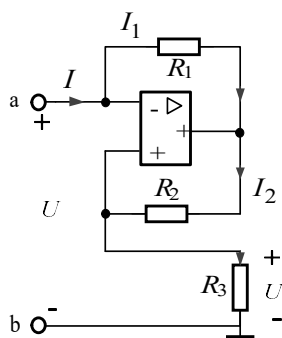 I₁
I
R₁
a
+
- ▷
+
+
R₂
I₂
U
+
R₃
U
-
b
-